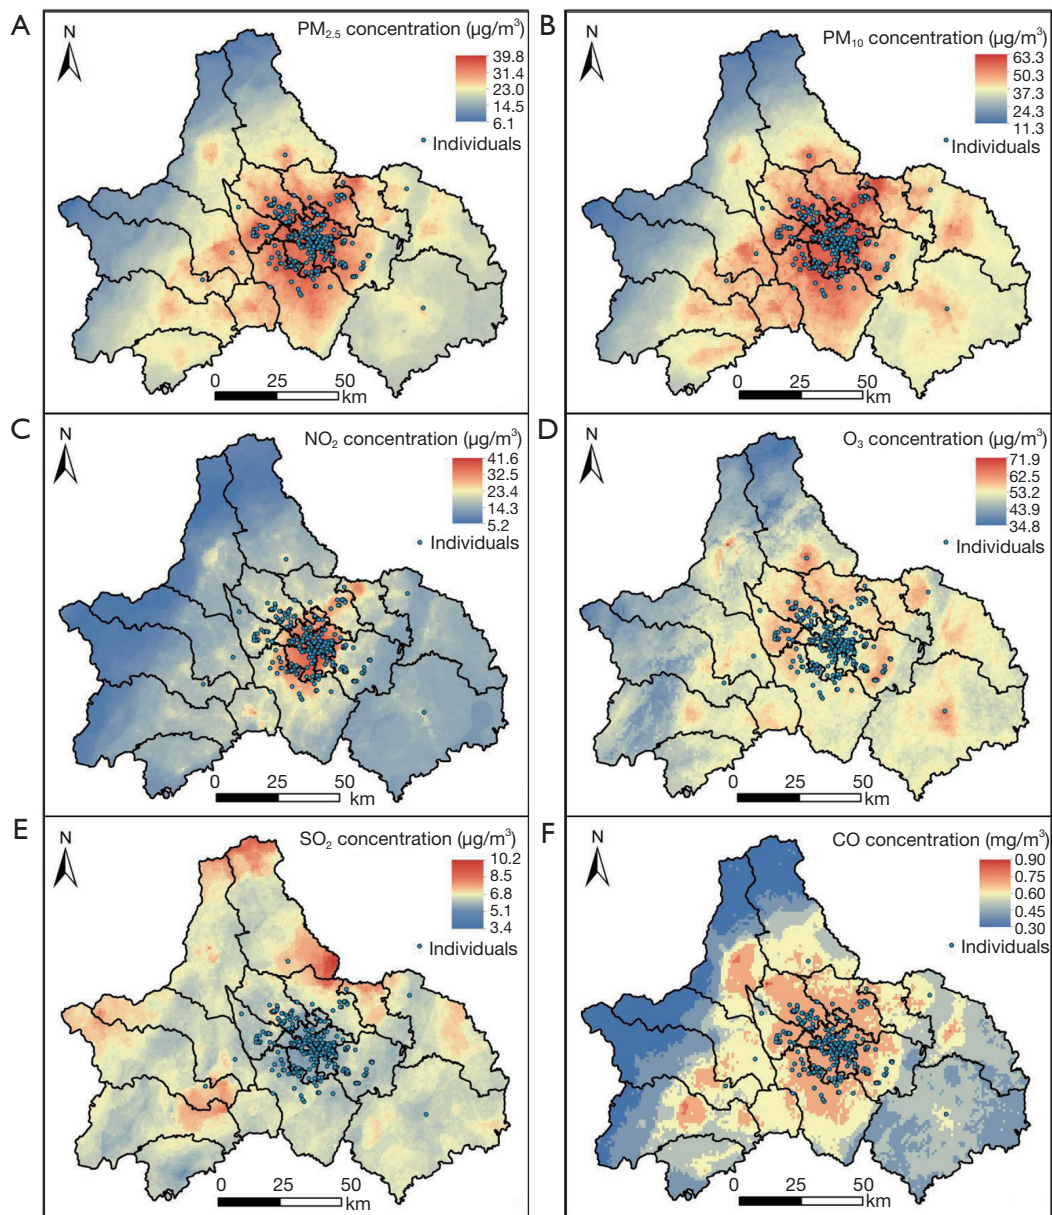 A
N
PM2.5 concentration (µg/m³)
39.8
31.4
23.0
14.5
6.1
Individuals
0 25 50
km
B
N
PM10 concentration (µg/m³)
63.3
50.3
37.3
24.3
11.3
Individuals
0 25 50
km
C
N
NO2 concentration (µg/m³)
41.6
32.5
23.4
14.3
5.2
Individuals
0 25 50
km
D
N
O3 concentration (µg/m³)
71.9
62.5
53.2
43.9
34.8
Individuals
0 25 50
km
E
N
SO2 concentration (µg/m³)
10.2
8.5
6.8
5.1
3.4
Individuals
0 25 50
km
F
N
CO concentration (mg/m³)
0.90
0.75
0.60
0.45
0.30
Individuals
0 25 50
km